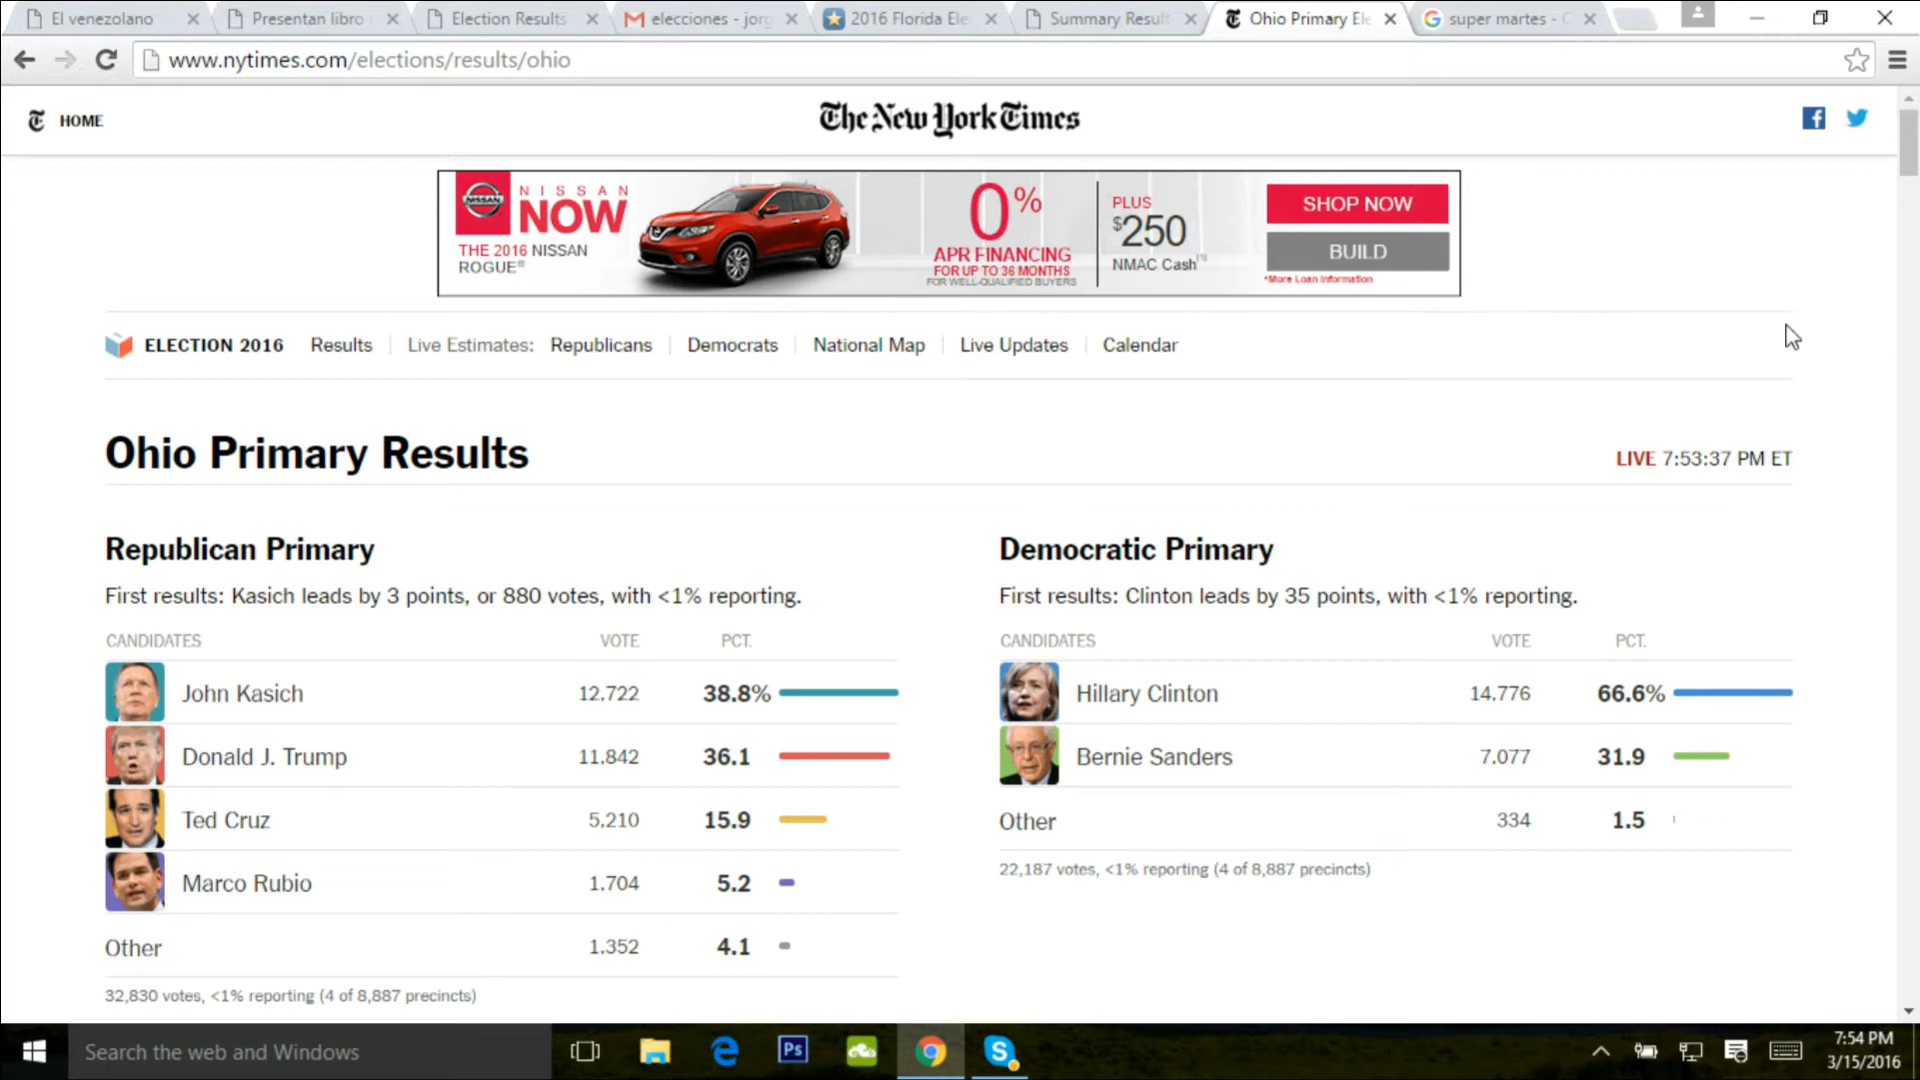 El venezolano
Presentan libro
Election Results
elecciones - jorg
2016 Florida Ele
Summary Result
Ohio Primary Ele
super martes -
www.nytimes.com/elections/results/ohio
HOME
The New York Times
NISSAN
NISSAN
NOW
THE 2016 NISSAN
ROGUE®
0%
APR FINANCING
FOR UP TO 36 MONTHS
FOR WELL-QUALIFIED BUYERS
PLUS
$250
NMAC Cash
SHOP NOW
BUILD
*More Loan Information
ELECTION 2016 Results Live Estimates: Republicans Democrats National Map Live Updates Calendar
Ohio Primary Results
LIVE 7:53:37 PM ET
Republican Primary
First results: Kasich leads by 3 points, or 880 votes, with <1% reporting.
CANDIDATES VOTE PCT.
John Kasich 12,722 38.8%
Donald J. Trump 11,842 36.1
Ted Cruz 5,210 15.9
Marco Rubio 1,704 5.2
Other 1,352 4.1
32,830 votes, <1% reporting (4 of 8,887 precincts)
Democratic Primary
First results: Clinton leads by 35 points, with <1% reporting.
CANDIDATES VOTE PCT.
Hillary Clinton 14,776 66.6%
Bernie Sanders 7,077 31.9
Other 334 1.5
22,187 votes, <1% reporting (4 of 8,887 precincts)
Search the web and Windows
Ps
7:54 PM
3/15/2016